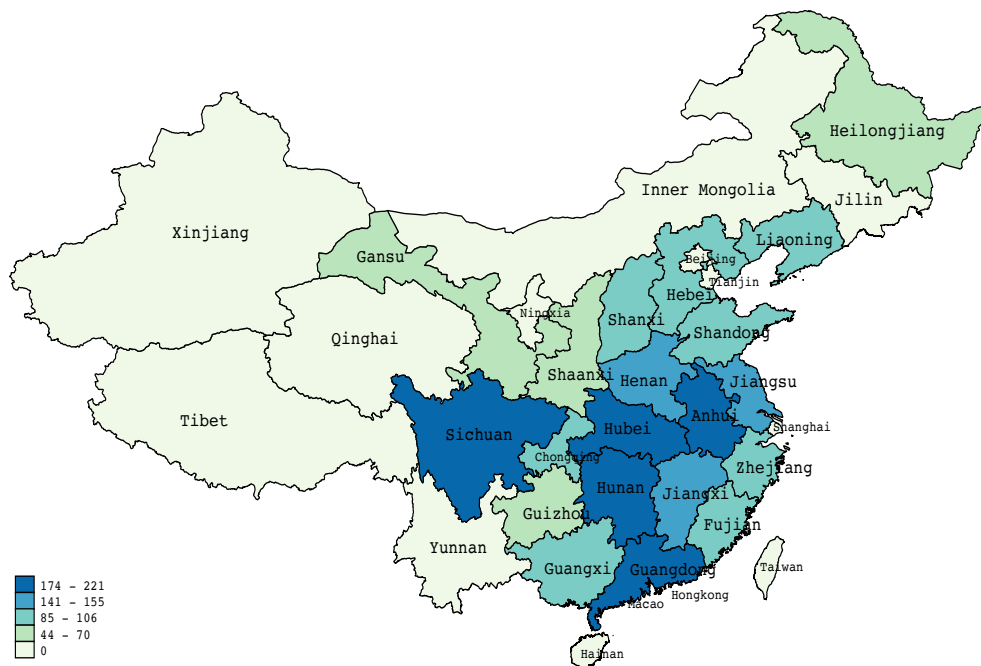 Heilongjiang
Inner Mongolia
Jilin
Xinjiang
Liaoning
Gansu
Beijing
Tianjin
Hebei
Ningxia
Shanxi
Shandong
Qinghai
Shaanxi
Henan
Jiangsu
Tibet
Anhui
Hubei
Shanghai
Sichuan
Chongqing
Zhejiang
Hunan
Jiangxi
Guizhou
Fujian
Yunnan
Guangxi
Guangdong
Taiwan
Hongkong
Macao
Hainan
174 - 221
141 - 155
85 - 106
44 - 70
0